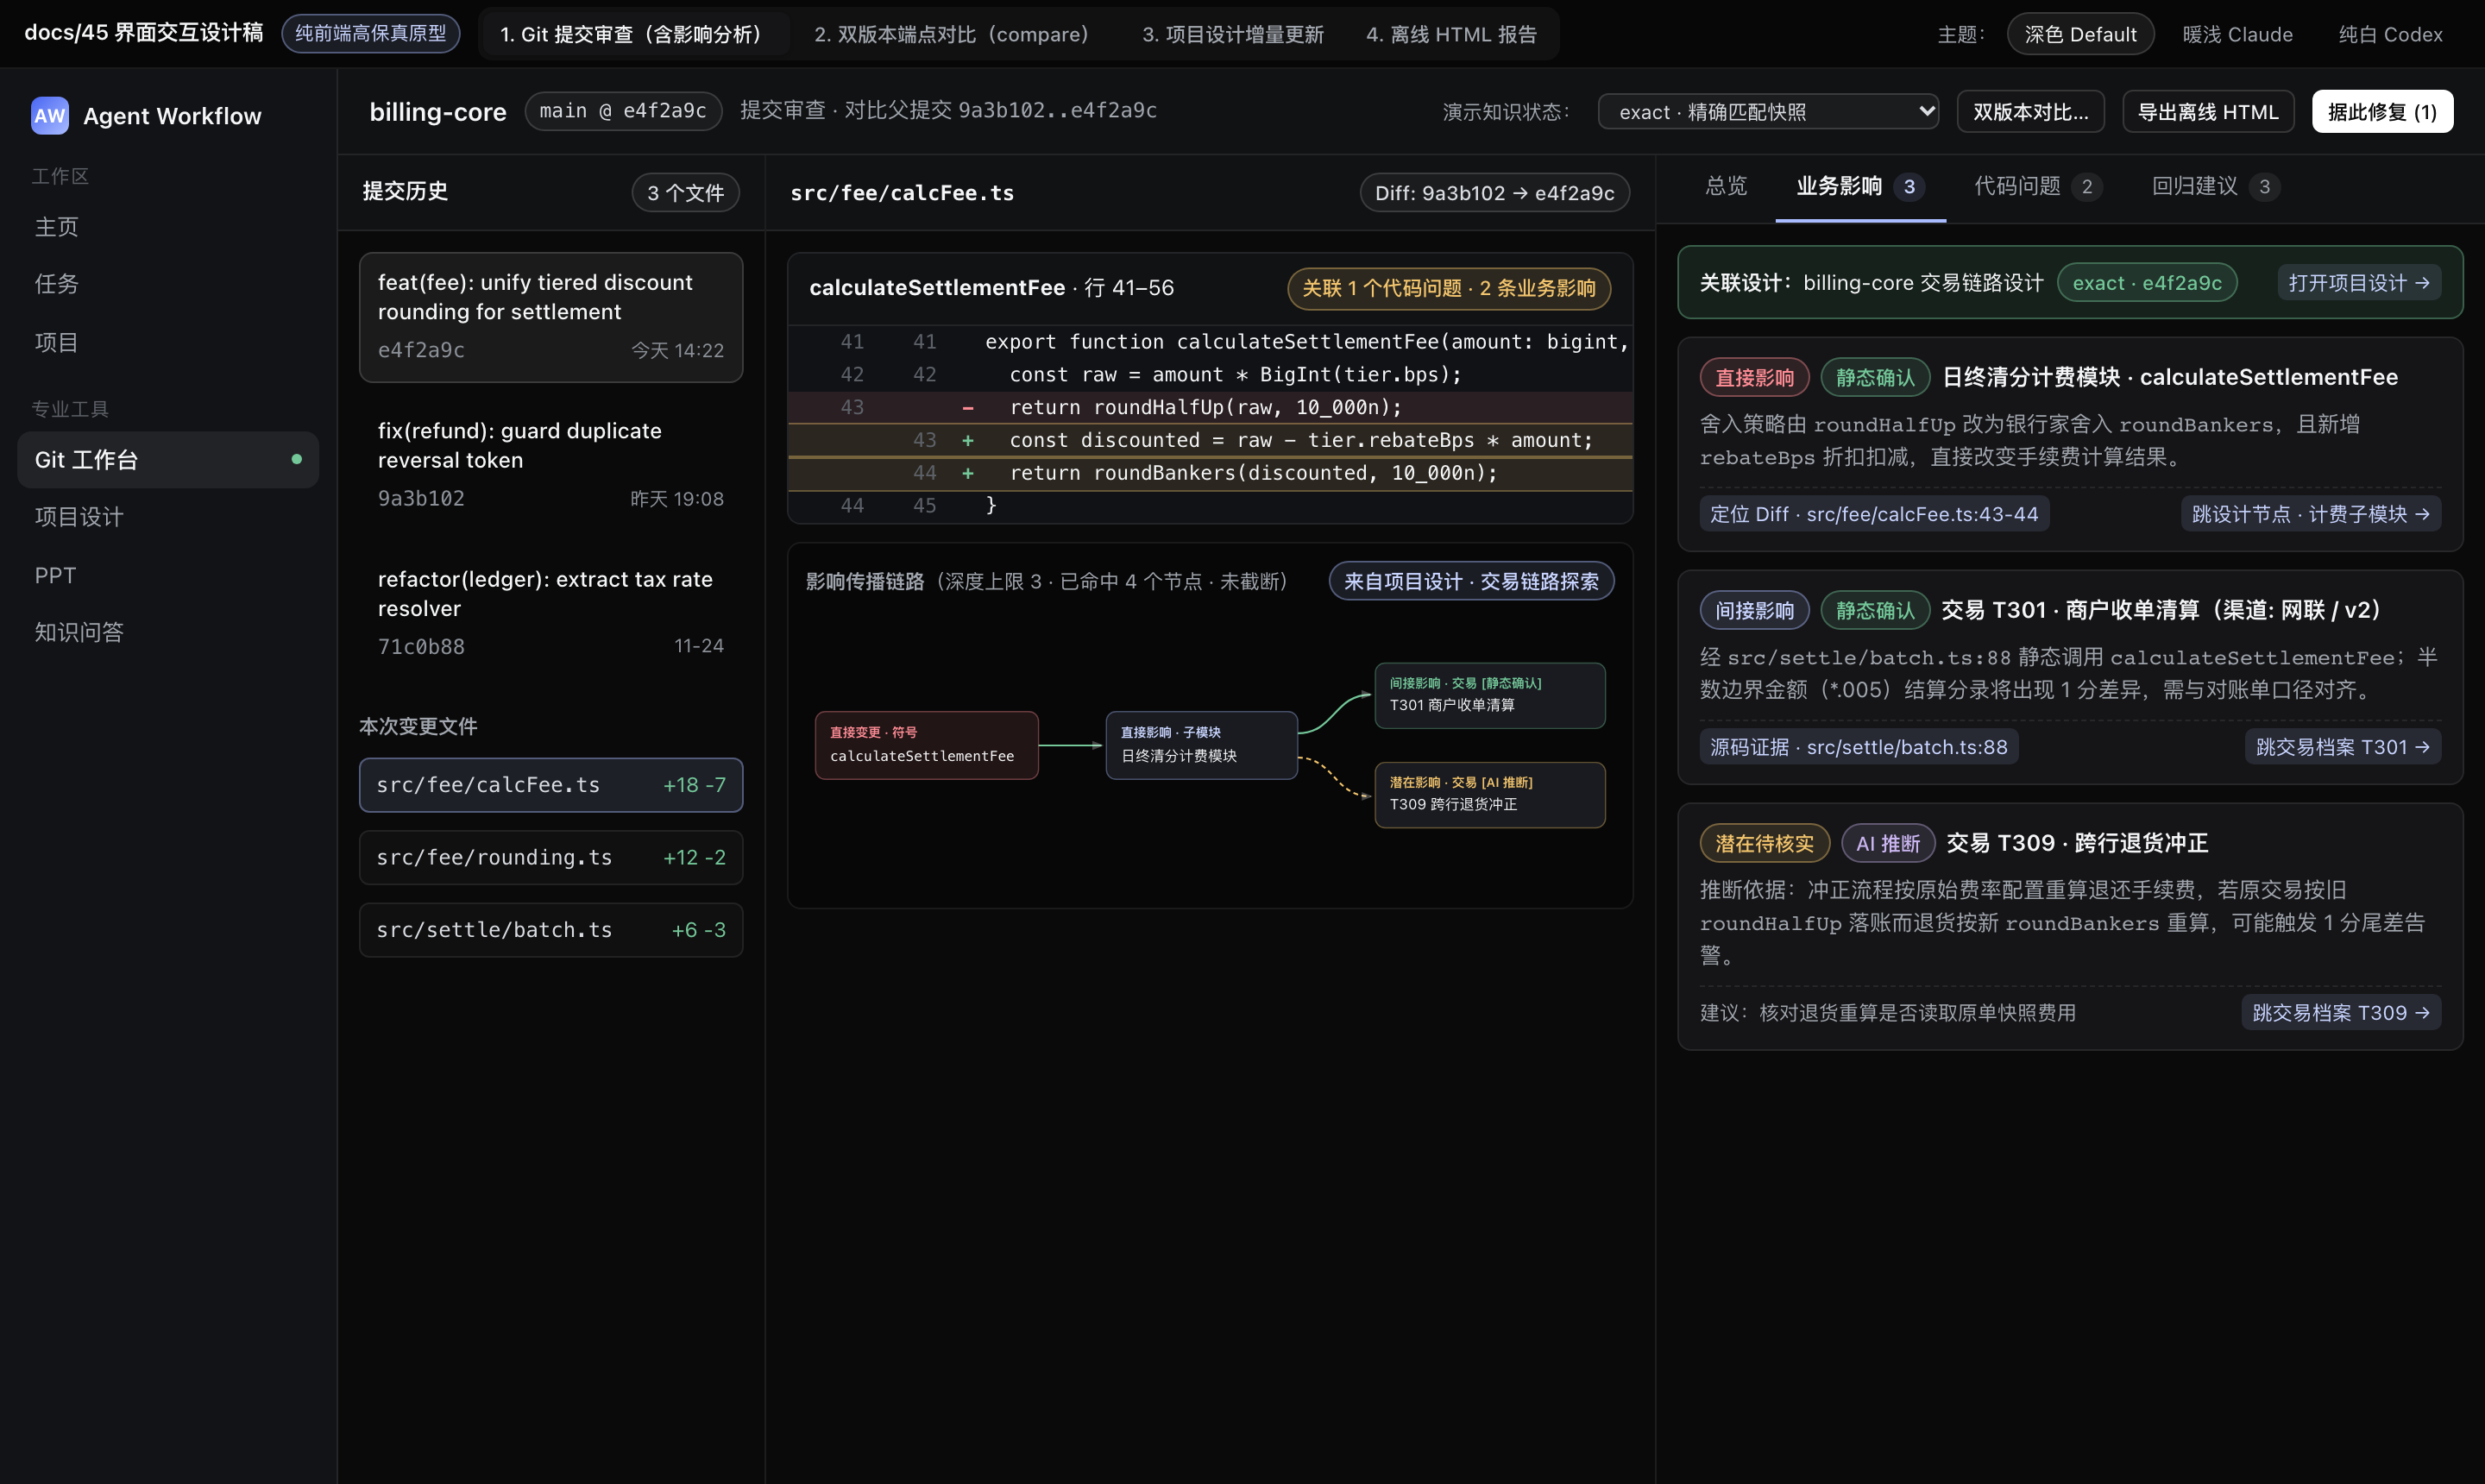 docs/45 界面交互设计稿 纯前端高保真原型 1. Git 提交审查（含影响分析） 2. 双版本端点对比（compare） 3. 项目设计增量更新 4. 离线 HTML 报告 主题： 深色 Default 暖浅 Claude 纯白 Codex
AW Agent Workflow
工作区
主页
任务
项目
专业工具
Git 工作台
项目设计
PPT
知识问答
billing-core main @ e4f2a9c 提交审查 · 对比父提交 9a3b102..e4f2a9c 演示知识状态： exact · 精确匹配快照 双版本对比... 导出离线 HTML 据此修复 (1)
提交历史 3 个文件
feat(fee): unify tiered discount
rounding for settlement
e4f2a9c 今天 14:22
fix(refund): guard duplicate
reversal token
9a3b102 昨天 19:08
refactor(ledger): extract tax rate
resolver
71c0b88 11-24
本次变更文件
src/fee/calcFee.ts +18 -7
src/fee/rounding.ts +12 -2
src/settle/batch.ts +6 -3
src/fee/calcFee.ts Diff: 9a3b102 → e4f2a9c
calculateSettlementFee · 行 41–56 关联 1 个代码问题 · 2 条业务影响
41 41 export function calculateSettlementFee(amount: bigint,
42 42 const raw = amount * BigInt(tier.bps);
43 − return roundHalfUp(raw, 10_000n);
43 + const discounted = raw − tier.rebateBps * amount;
44 + return roundBankers(discounted, 10_000n);
44 45 }
影响传播链路（深度上限 3 · 已命中 4 个节点 · 未截断） 来自项目设计 · 交易链路探索
直接变更 · 符号
calculateSettlementFee
直接影响 · 子模块
日终清分计费模块
间接影响 · 交易 [静态确认]
T301 商户收单清算
潜在影响 · 交易 [AI 推断]
T309 跨行退货冲正
总览 业务影响 3 代码问题 2 回归建议 3
关联设计：billing-core 交易链路设计 exact · e4f2a9c 打开项目设计 →
直接影响 静态确认 日终清分计费模块 · calculateSettlementFee
舍入策略由 roundHalfUp 改为银行家舍入 roundBankers，且新增
rebateBps 折扣扣减，直接改变手续费计算结果。
定位 Diff · src/fee/calcFee.ts:43-44 跳设计节点 · 计费子模块 →
间接影响 静态确认 交易 T301 · 商户收单清算（渠道: 网联 / v2）
经 src/settle/batch.ts:88 静态调用 calculateSettlementFee；半
数边界金额（*.005）结算分录将出现 1 分差异，需与对账单口径对齐。
源码证据 · src/settle/batch.ts:88 跳交易档案 T301 →
潜在待核实 AI 推断 交易 T309 · 跨行退货冲正
推断依据：冲正流程按原始费率配置重算退还手续费，若原交易按旧
roundHalfUp 落账而退货按新 roundBankers 重算，可能触发 1 分尾差告
警。
建议：核对退货重算是否读取原单快照费用 跳交易档案 T309 →